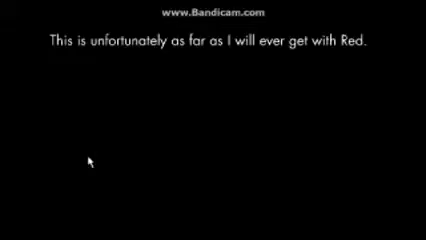 www.Bandicam.com
This is unfortunately as far as I will ever get with Red.